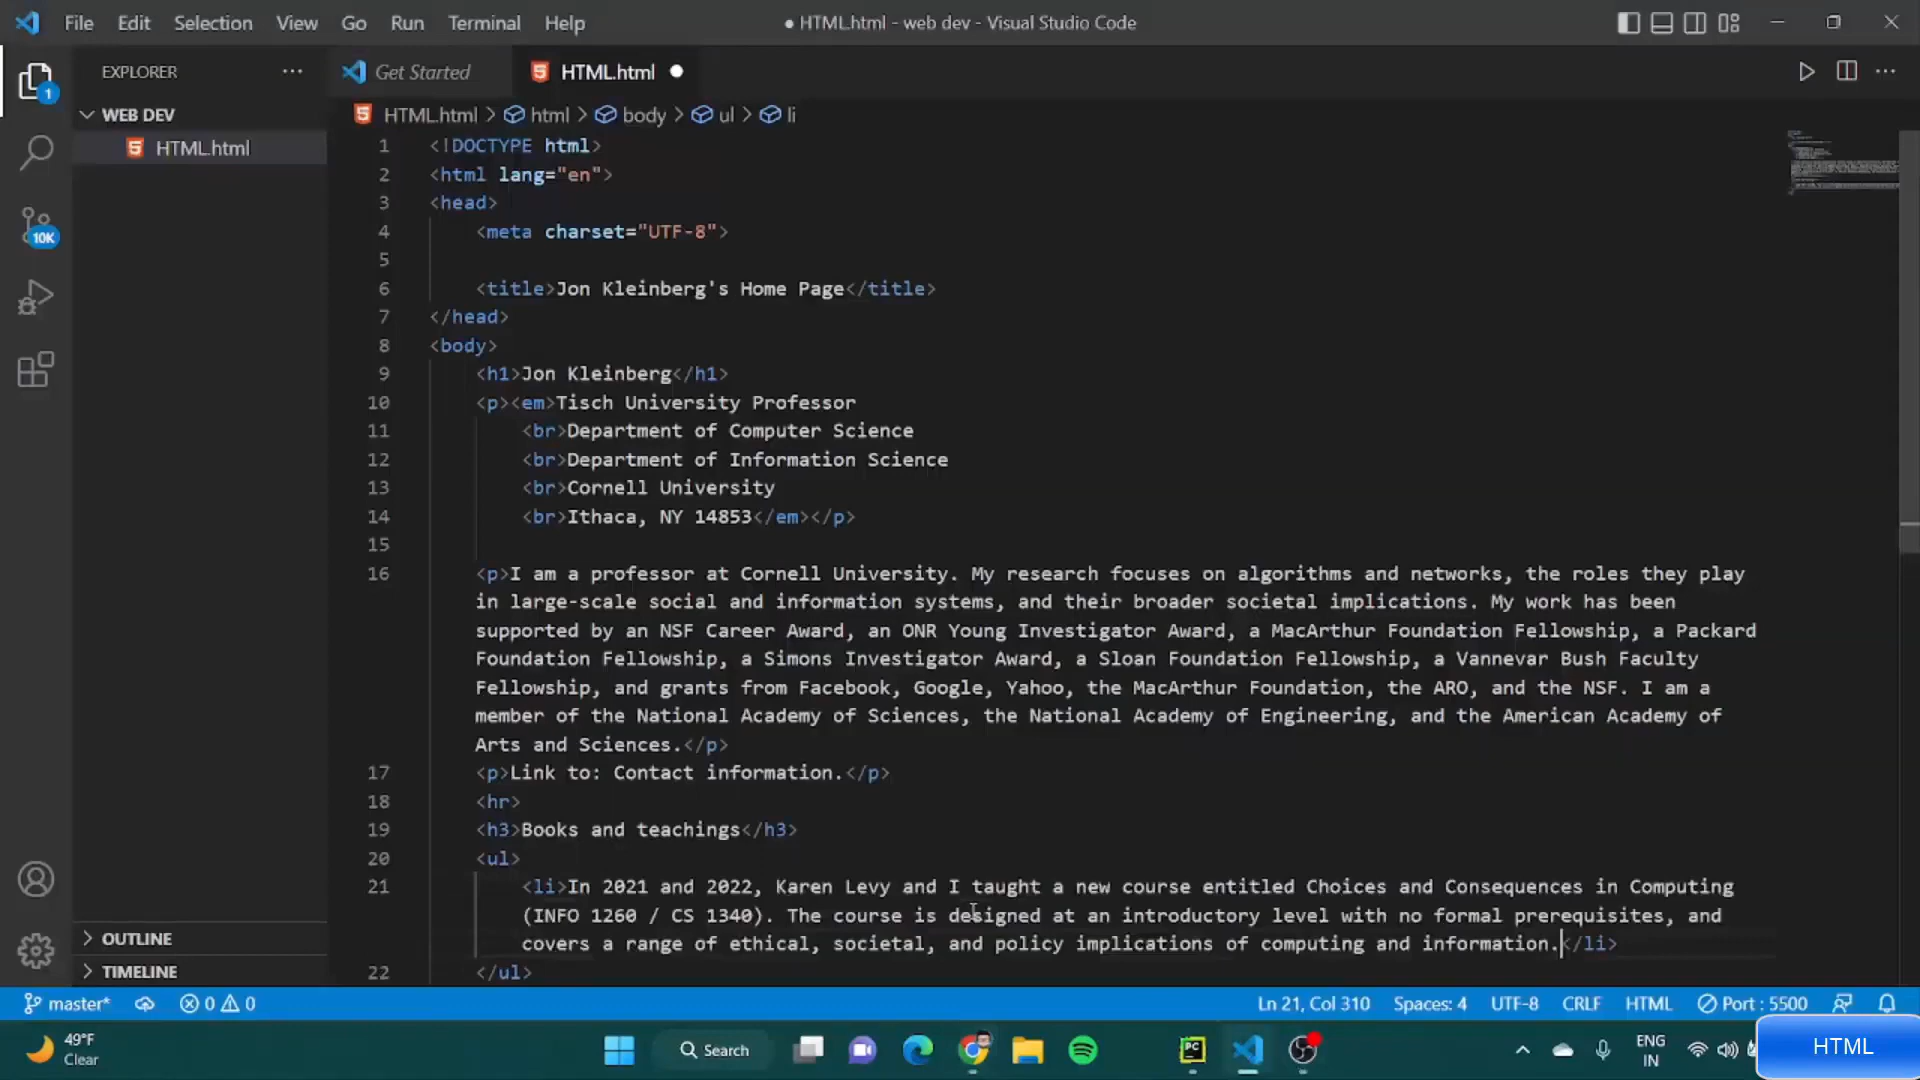 File Edit Selection View Go Run Terminal Help
● HTML.html - web dev - Visual Studio Code
EXPLORER
Get Started
HTML.html
1
WEB DEV
HTML.html
HTML.html > html > body > ul > li
10K
1 <!DOCTYPE html>
2 <html lang="en">
3 <head>
4 <meta charset="UTF-8">
5
6 <title>Jon Kleinberg's Home Page</title>
7 </head>
8 <body>
9 <h1>Jon Kleinberg</h1>
10 <p><em>Tisch University Professor
11 <br>Department of Computer Science
12 <br>Department of Information Science
13 <br>Cornell University
14 <br>Ithaca, NY 14853</em></p>
15
16 <p>I am a professor at Cornell University. My research focuses on algorithms and networks, the roles they play
in large-scale social and information systems, and their broader societal implications. My work has been
supported by an NSF Career Award, an ONR Young Investigator Award, a MacArthur Foundation Fellowship, a Packard
Foundation Fellowship, a Simons Investigator Award, a Sloan Foundation Fellowship, a Vannevar Bush Faculty
Fellowship, and grants from Facebook, Google, Yahoo, the MacArthur Foundation, the ARO, and the NSF. I am a
member of the National Academy of Sciences, the National Academy of Engineering, and the American Academy of
Arts and Sciences.</p>
17 <p>Link to: Contact information.</p>
18 <hr>
19 <h3>Books and teachings</h3>
20 <ul>
21 <li>In 2021 and 2022, Karen Levy and I taught a new course entitled Choices and Consequences in Computing
(INFO 1260 / CS 1340). The course is designed at an introductory level with no formal prerequisites, and
covers a range of ethical, societal, and policy implications of computing and information.</li>
22 </ul>
OUTLINE
TIMELINE
master* 0 0
Ln 21, Col 310 Spaces: 4 UTF-8 CRLF HTML Port : 5500
49°F
Clear
Search
PC
ENG
IN
HTML